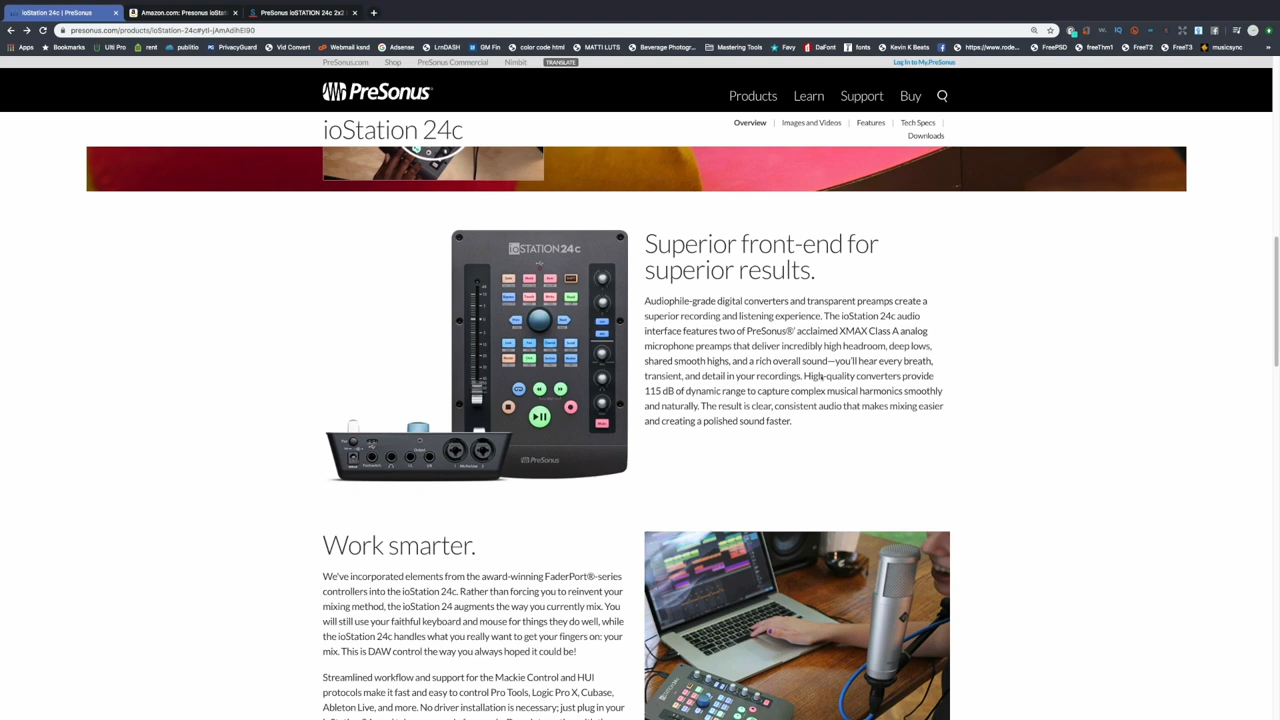 ioStation 24c | PreSonus
Amazon.com: Presonus ioStat
PreSonus ioSTATION 24c 2x2
presonus.com/products/ioStation-24c#ytl-jAmAdihEI90
Apps
Bookmarks
Ulti Pro
rent
publitio
PrivacyGuard
Vid Convert
Webmail ksnd
Adsense
LrnDASH
GM Fin
color code html
MATTI LUTS
Beverage Photogr...
Mastering Tools
Favy
DaFont
fonts
Kevin K Beats
https://www.rode...
FreePSD
freeThm1
FreeT2
FreeT3
musicsync
PreSonus.com
Shop
PreSonus Commercial
Nimbit
TRANSLATE
Log In to My.PreSonus
PreSonus
Products
Learn
Support
Buy
ioStation 24c
Overview | Images and Videos | Features | Tech Specs |
Downloads
ioSTATION 24c
PreSonus
Superior front-end for
superior results.
Audiophile-grade digital converters and transparent preamps create a
superior recording and listening experience. The ioStation 24c audio
interface features two of PreSonus®' acclaimed XMAX Class A analog
microphone preamps that deliver incredibly high headroom, deep lows,
shared smooth highs, and a rich overall sound—you'll hear every breath,
transient, and detail in your recordings. High-quality converters provide
115 dB of dynamic range to capture complex musical harmonics smoothly
and naturally. The result is clear, consistent audio that makes mixing easier
and creating a polished sound faster.
Work smarter.
We've incorporated elements from the award-winning FaderPort®-series
controllers into the ioStation 24c. Rather than forcing you to reinvent your
mixing method, the ioStation 24 augments the way you currently mix. You
will still use your faithful keyboard and mouse for things they do well, while
the ioStation 24c handles what you really want to get your fingers on: your
mix. This is DAW control the way you always hoped it could be!
Streamlined workflow and support for the Mackie Control and HUI
protocols make it fast and easy to control Pro Tools, Logic Pro X, Cubase,
Ableton Live, and more. No driver installation is necessary; just plug in your